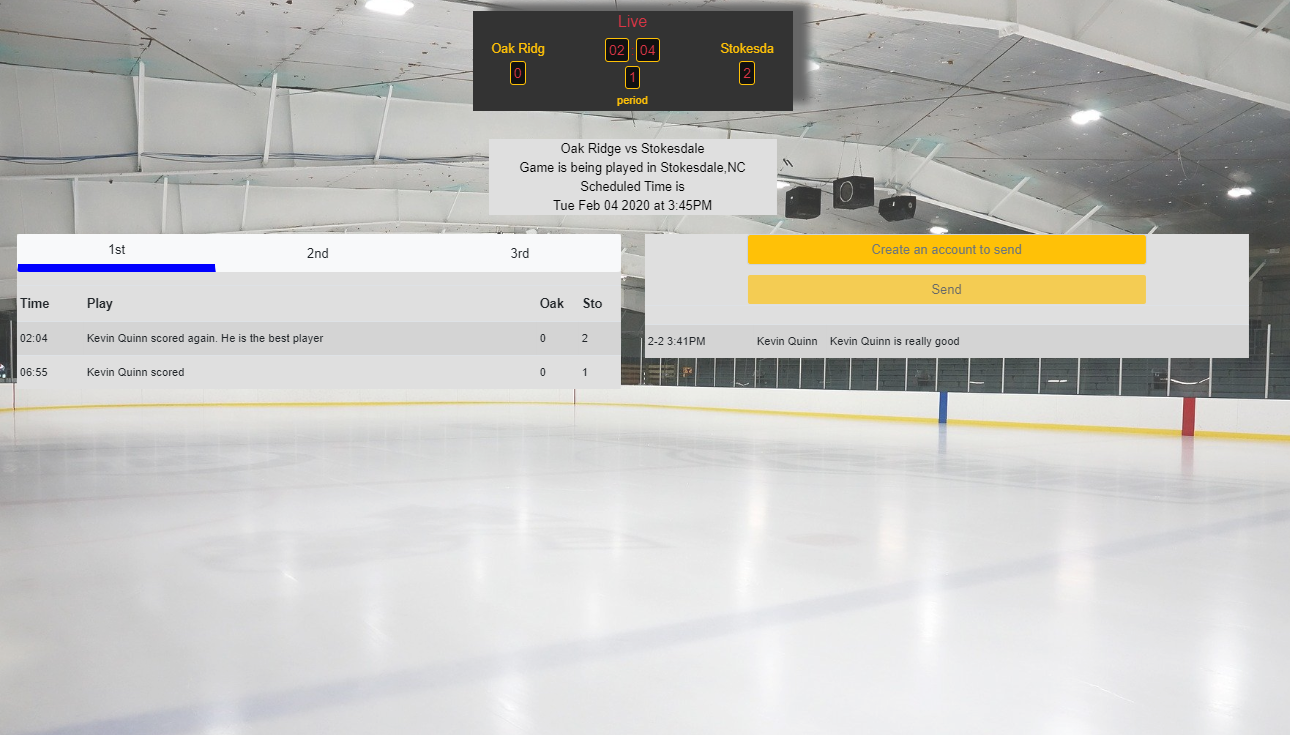 Live
Oak Ridg 02 : 04 Stokesda
0 1 2
period
Oak Ridge vs Stokesdale
Game is being played in Stokesdale,NC
Scheduled Time is
Tue Feb 04 2020 at 3:45PM
1st 2nd 3rd
Time Play Oak Sto
02:04 Kevin Quinn scored again. He is the best player 0 2
06:55 Kevin Quinn scored 0 1
Create an account to send
Send
2-2 3:41PM Kevin Quinn Kevin Quinn is really good